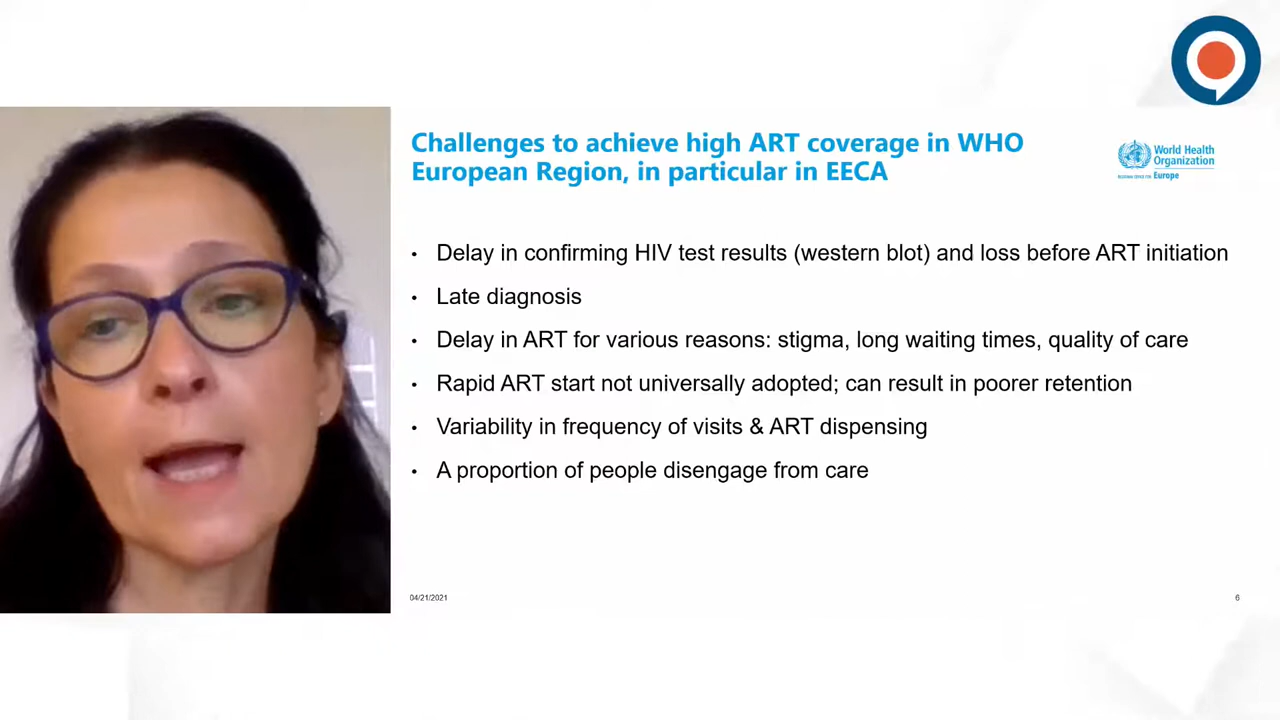 Challenges to achieve high ART coverage in WHO
European Region, in particular in EECA
World Health
Organization
REGIONAL OFFICE FOR Europe
• Delay in confirming HIV test results (western blot) and loss before ART initiation
• Late diagnosis
• Delay in ART for various reasons: stigma, long waiting times, quality of care
• Rapid ART start not universally adopted; can result in poorer retention
• Variability in frequency of visits & ART dispensing
• A proportion of people disengage from care
04/21/2021
6